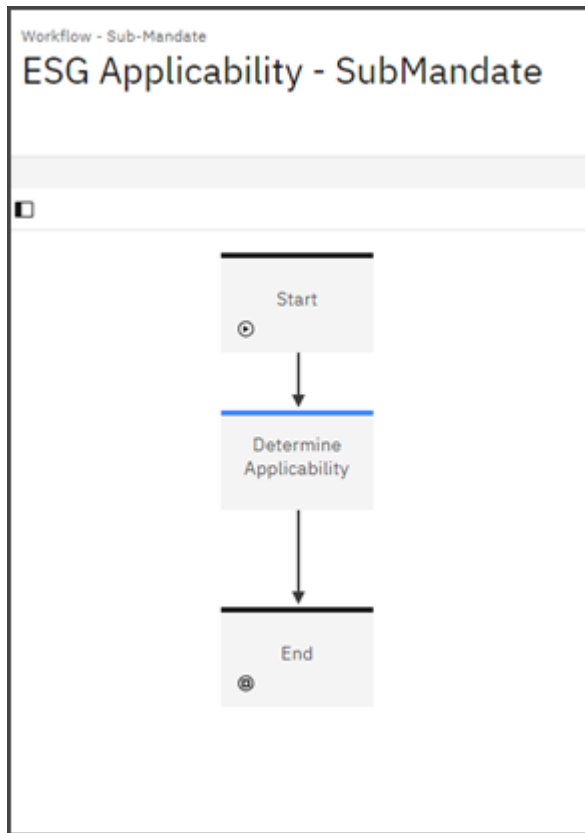 Workflow - Sub-Mandate
ESG Applicability - SubMandate
Start
Determine
Applicability
End